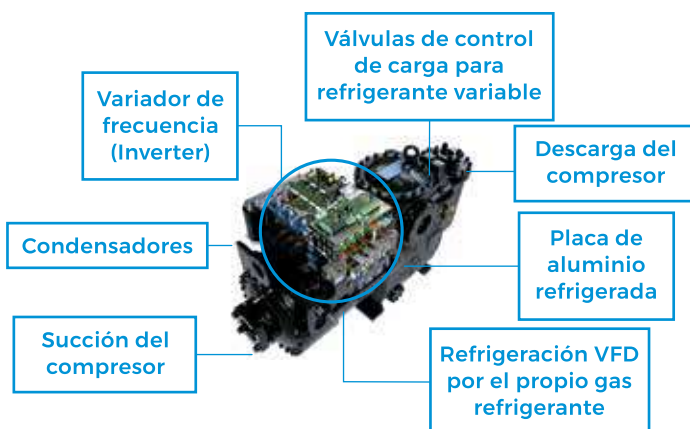 Válvulas de control
de carga para
refrigerante variable
Variador de
frecuencia
(Inverter)
Descarga del
compresor
Condensadores
Placa de
aluminio
refrigerada
Succión del
compresor
Refrigeración VFD
por el propio gas
refrigerante